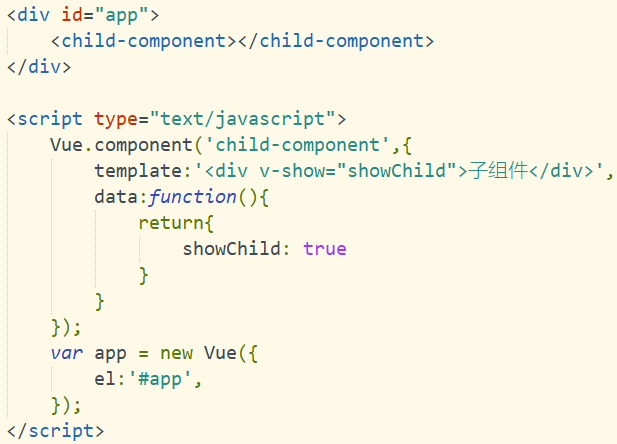 <div id="app">
    <child-component></child-component>
</div>

<script type="text/javascript">
    Vue.component('child-component',{
        template:'<div v-show="showChild">子组件</div>',
        data:function(){
            return{
                showChild: true
            }
        }
    });
    var app = new Vue({
        el:'#app',
    });
</script>